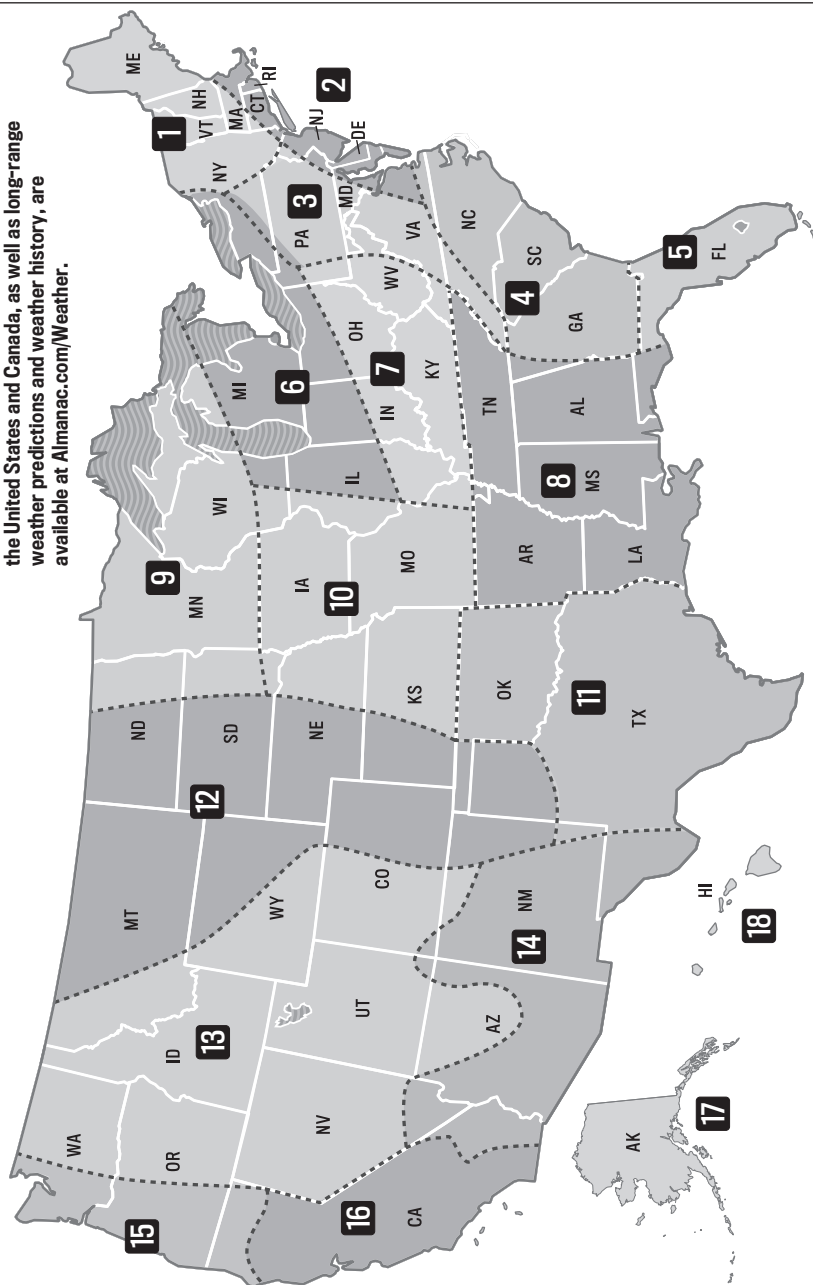 the United States and Canada, as well as long-range
weather predictions and weather history, are
available at Almanac.com/Weather.
ME
NH
VT
MA
RI
CT
NY
1
2
NJ
DE
3
PA
MD
VA
WV
NC
SC
4
GA
5
FL
MI
6
OH
7
IN
KY
IL
TN
AL
8
MS
WI
9
MN
IA
10
MO
AR
LA
ND
SD
NE
KS
OK
11
TX
12
MT
WY
CO
NM
14
ID
13
UT
AZ
WA
OR
NV
15
16
CA
AK
17
HI
18